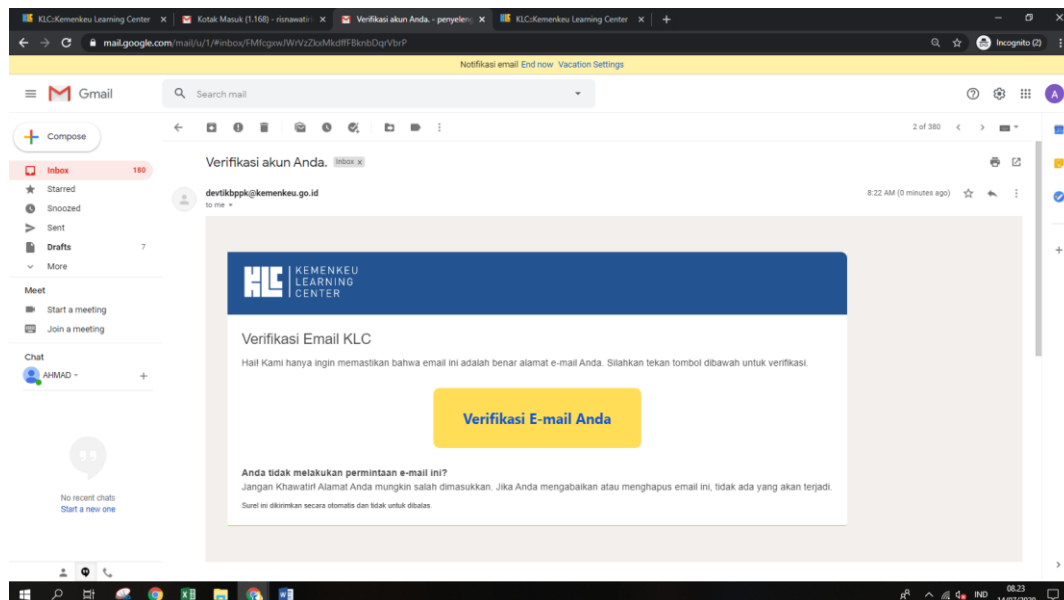 KLC::Kemenkeu Learning Center
Kotak Masuk (1.168) - risnawatiri
Verifikasi akun Anda. - penyeleng
KLC::Kemenkeu Learning Center
mail.google.com/mail/u/1/#inbox/
Incognito (2)
Notifikasi email End now Vacation Settings
Gmail
Search mail
A
Compose
2 of 380
Inbox 180
Starred
Snoozed
Sent
Drafts 7
More
Meet
Start a meeting
Join a meeting
Chat
AHMAD
No recent chats
Start a new one
Verifikasi akun Anda. Inbox x
devtikbppk@kemenkeu.go.id
8:22 AM (0 minutes ago)
to me
KLC KEMENKEU
LEARNING
CENTER
Verifikasi Email KLC
Hai! Kami hanya ingin memastikan bahwa email ini adalah benar alamat e-mail Anda. Silahkan tekan tombol dibawah untuk verifikasi.
Verifikasi E-mail Anda
Anda tidak melakukan permintaan e-mail ini?
Jangan Khawatir! Alamat Anda mungkin salah dimasukkan. Jika Anda mengabaikan atau menghapus email ini, tidak ada yang akan terjadi.
Surel ini dikirimkan secara otomatis dan tidak untuk dibalas.
IND
08.23
14/07/2020